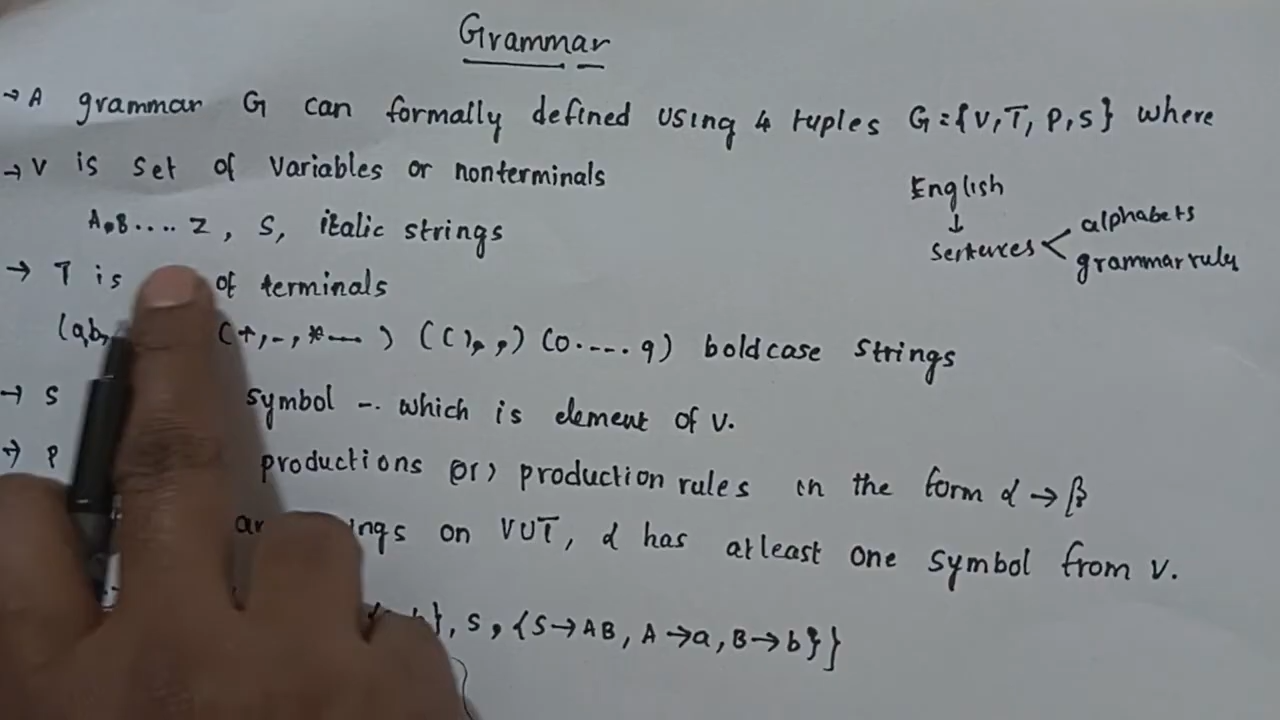 Grammar
→ A grammar G can formally defined using 4 tuples G={V,T, P,S} where
→ V is set of variables or nonterminals
A,B.... Z, S, italic strings
English
↓
Sentences < alphabets
grammar rules
→ T is of terminals
(a,b, (+,-,*---) (( ), , ,) (0....9) boldcase strings
→ S symbol -. which is element of V.
→ P productions (or) production rules in the form α → β
on VUT, α has atleast one symbol from V.
}, S, {S→AB, A→a, B→b}}